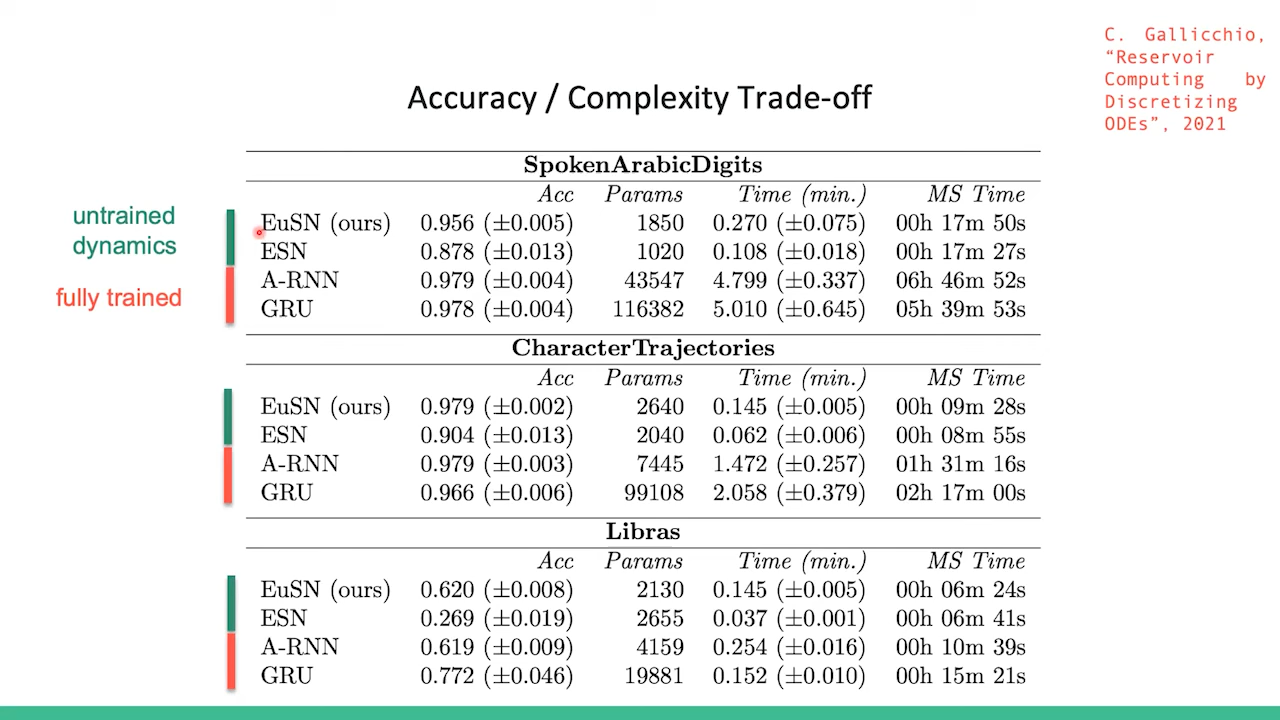 C. Gallicchio,
“Reservoir
Computing by
Discretizing
ODEs”, 2021
Accuracy / Complexity Trade-off
untrained
dynamics
fully trained
SpokenArabicDigits
Acc Params Time (min.) MS Time
EuSN (ours) 0.956 (±0.005) 1850 0.270 (±0.075) 00h 17m 50s
ESN 0.878 (±0.013) 1020 0.108 (±0.018) 00h 17m 27s
A-RNN 0.979 (±0.004) 43547 4.799 (±0.337) 06h 46m 52s
GRU 0.978 (±0.004) 116382 5.010 (±0.645) 05h 39m 53s
CharacterTrajectories
Acc Params Time (min.) MS Time
EuSN (ours) 0.979 (±0.002) 2640 0.145 (±0.005) 00h 09m 28s
ESN 0.904 (±0.013) 2040 0.062 (±0.006) 00h 08m 55s
A-RNN 0.979 (±0.003) 7445 1.472 (±0.257) 01h 31m 16s
GRU 0.966 (±0.006) 99108 2.058 (±0.379) 02h 17m 00s
Libras
Acc Params Time (min.) MS Time
EuSN (ours) 0.620 (±0.008) 2130 0.145 (±0.005) 00h 06m 24s
ESN 0.269 (±0.019) 2655 0.037 (±0.001) 00h 06m 41s
A-RNN 0.619 (±0.009) 4159 0.254 (±0.016) 00h 10m 39s
GRU 0.772 (±0.046) 19881 0.152 (±0.010) 00h 15m 21s